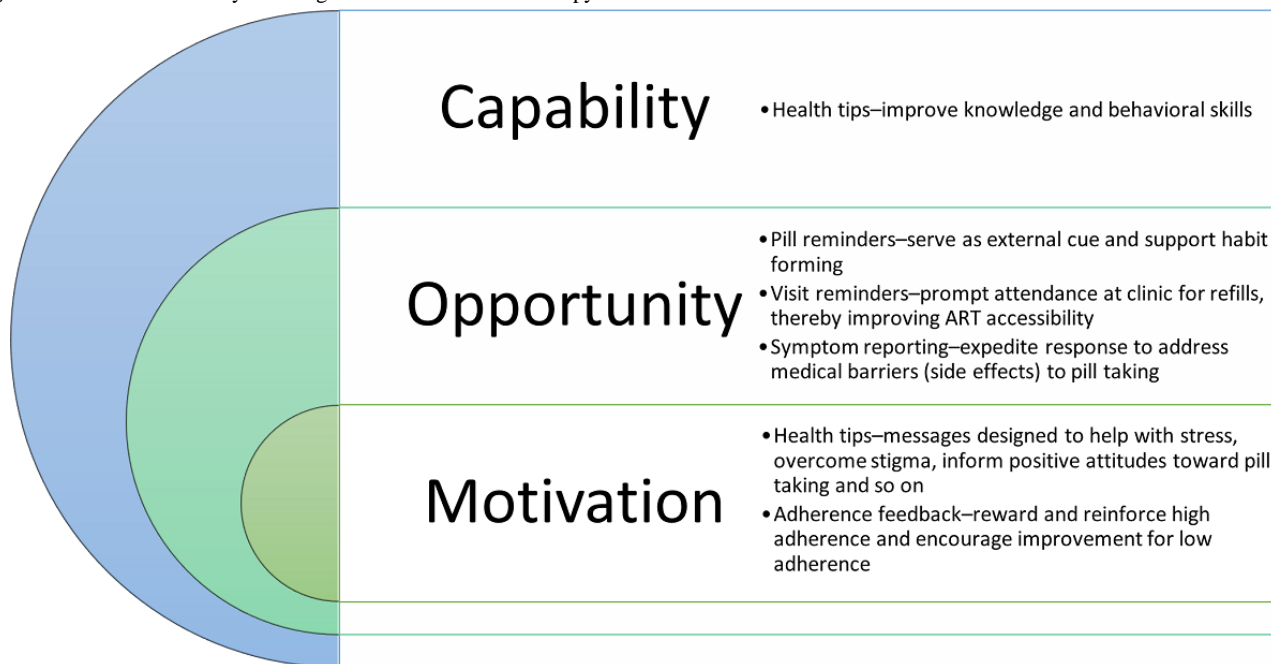 Capability
•Health tips–improve knowledge and behavioral skills
Opportunity
•Pill reminders–serve as external cue and support habit
forming
•Visit reminders–prompt attendance at clinic for refills,
thereby improving ART accessibility
•Symptom reporting–expedite response to address
medical barriers (side effects) to pill taking
Motivation
•Health tips–messages designed to help with stress,
overcome stigma, inform positive attitudes toward pill
taking and so on
•Adherence feedback–reward and reinforce high
adherence and encourage improvement for low
adherence